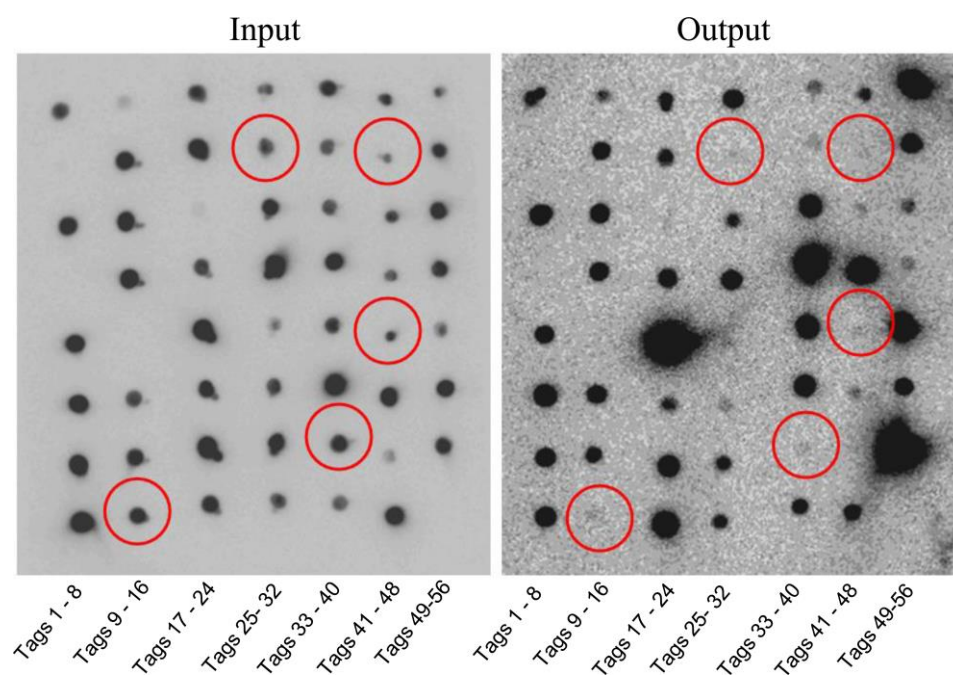 Input
Output
Tags 1 - 8
Tags 9 - 16
Tags 17 - 24
Tags 25- 32
Tags 33 - 40
Tags 41 - 48
Tags 49-56
Tags 1 - 8
Tags 9 - 16
Tags 17 - 24
Tags 25- 32
Tags 33 - 40
Tags 41 - 48
Tags 49-56